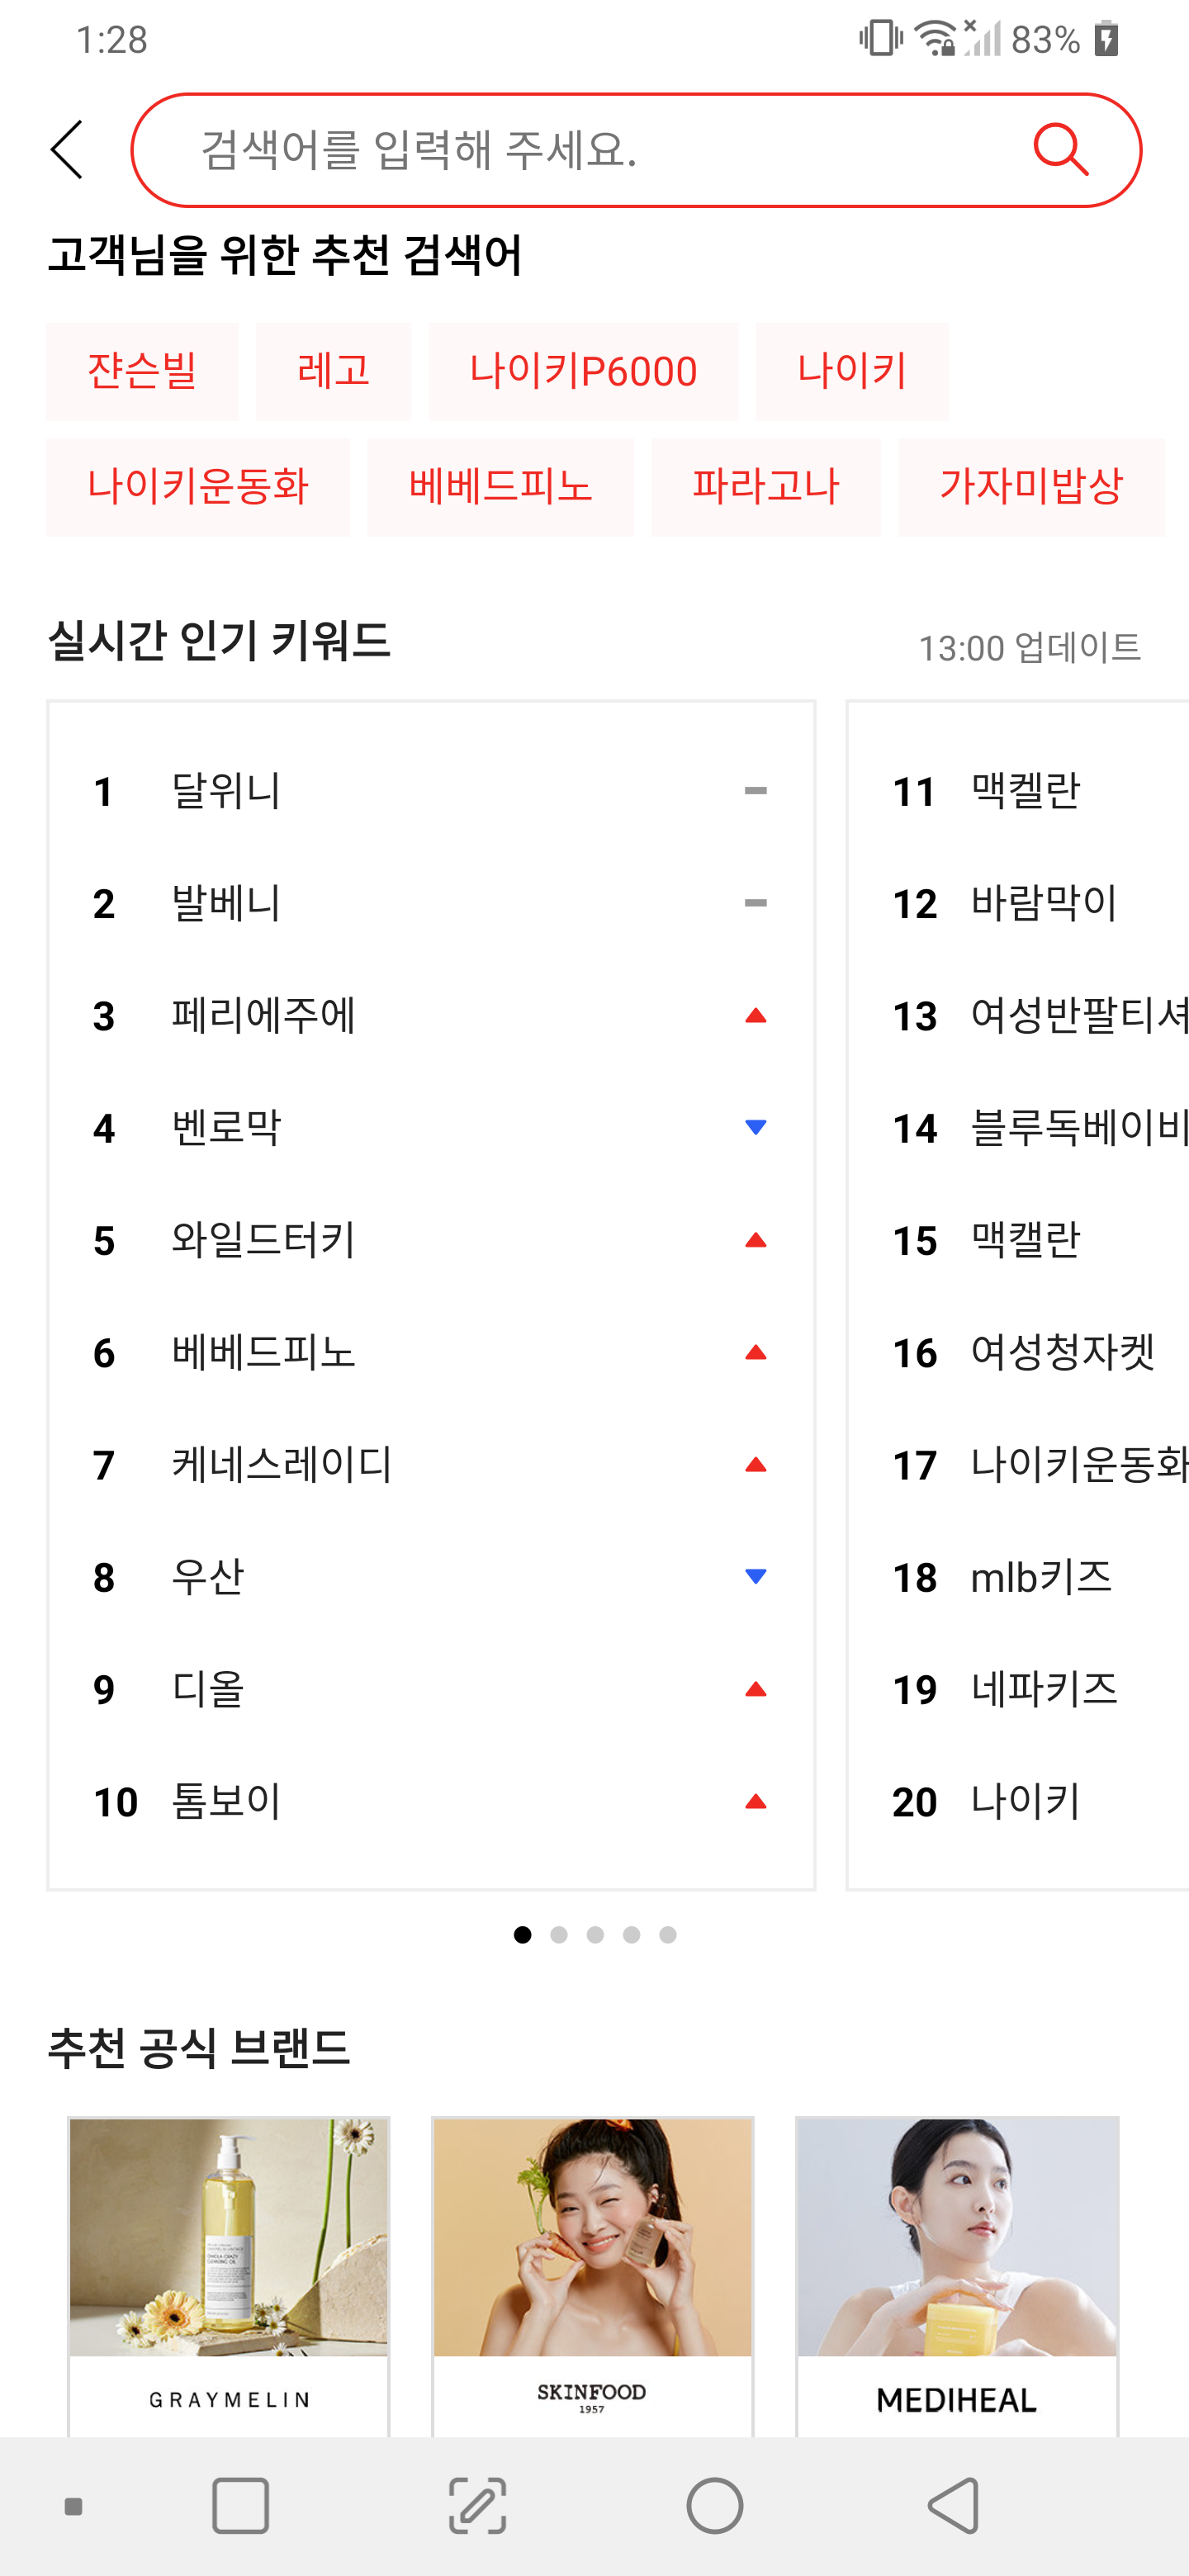 1:28 83%
검색어를 입력해 주세요.
고객님을 위한 추천 검색어
쟌슨빌 레고 나이키P6000 나이키
나이키운동화 베베드피노 파라고나 가자미밥상
실시간 인기 키워드 13:00 업데이트
1 달위니
2 발베니
3 페리에주에
4 벤로막
5 와일드터키
6 베베드피노
7 케네스레이디
8 우산
9 디올
10 톰보이
11 맥켈란
12 바람막이
13 여성반팔티셔
14 블루독베이비
15 맥캘란
16 여성청자켓
17 나이키운동화
18 mlb키즈
19 네파키즈
20 나이키
추천 공식 브랜드
GRAYMELIN
SKINFOOD
1957
MEDIHEAL